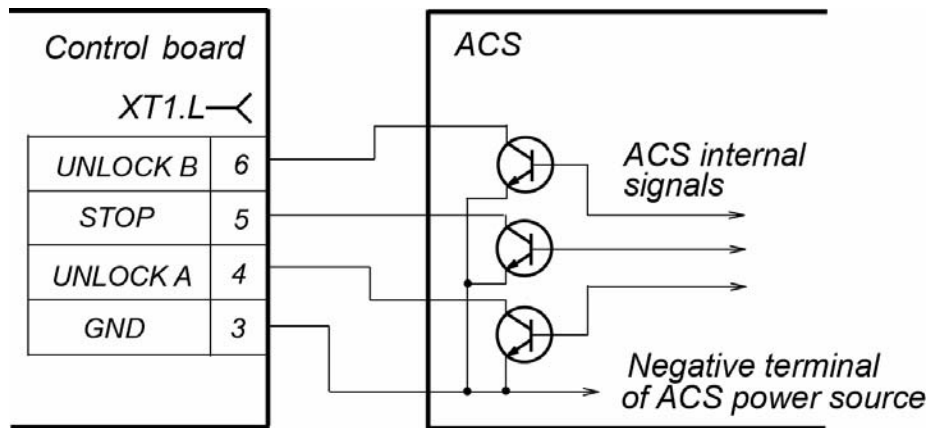 Control board
ACS
XT1.L
UNLOCK B 6
STOP 5
UNLOCK A 4
GND 3
ACS internal
signals
Negative terminal
of ACS power source